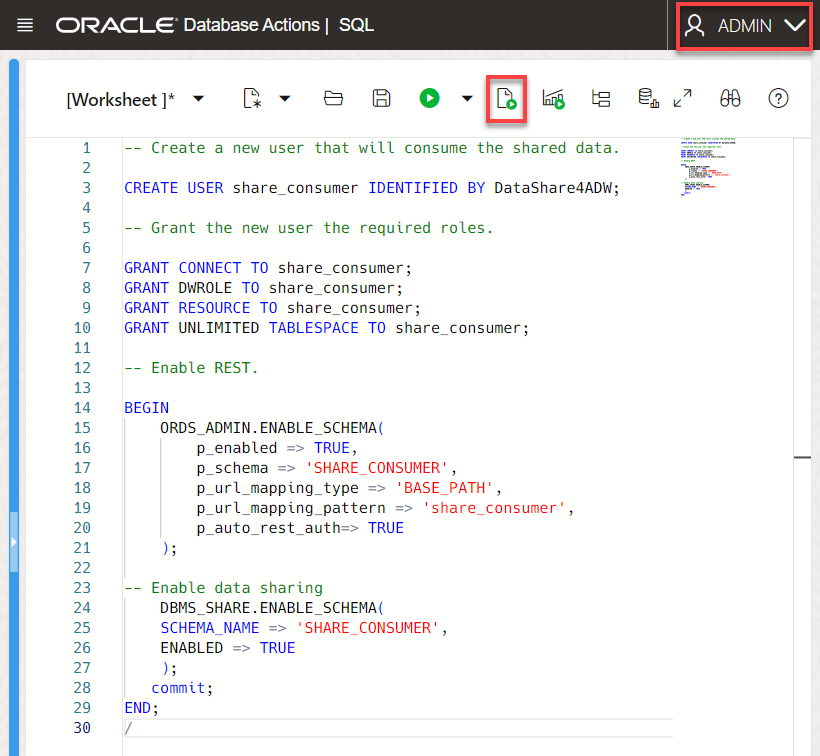 ORACLE® Database Actions | SQL
ADMIN
[Worksheet ]*
1 -- Create a new user that will consume the shared data.
2
3 CREATE USER share_consumer IDENTIFIED BY DataShare4ADW;
4
5 -- Grant the new user the required roles.
6
7 GRANT CONNECT TO share_consumer;
8 GRANT DWROLE TO share_consumer;
9 GRANT RESOURCE TO share_consumer;
10 GRANT UNLIMITED TABLESPACE TO share_consumer;
11
12 -- Enable REST.
13
14 BEGIN
15     ORDS_ADMIN.ENABLE_SCHEMA(
16         p_enabled => TRUE,
17         p_schema => 'SHARE_CONSUMER',
18         p_url_mapping_type => 'BASE_PATH',
19         p_url_mapping_pattern => 'share_consumer',
20         p_auto_rest_auth=> TRUE
21     );
22
23 -- Enable data sharing
24     DBMS_SHARE.ENABLE_SCHEMA(
25     SCHEMA_NAME => 'SHARE_CONSUMER',
26     ENABLED => TRUE
27     );
28    commit;
29 END;
30 /